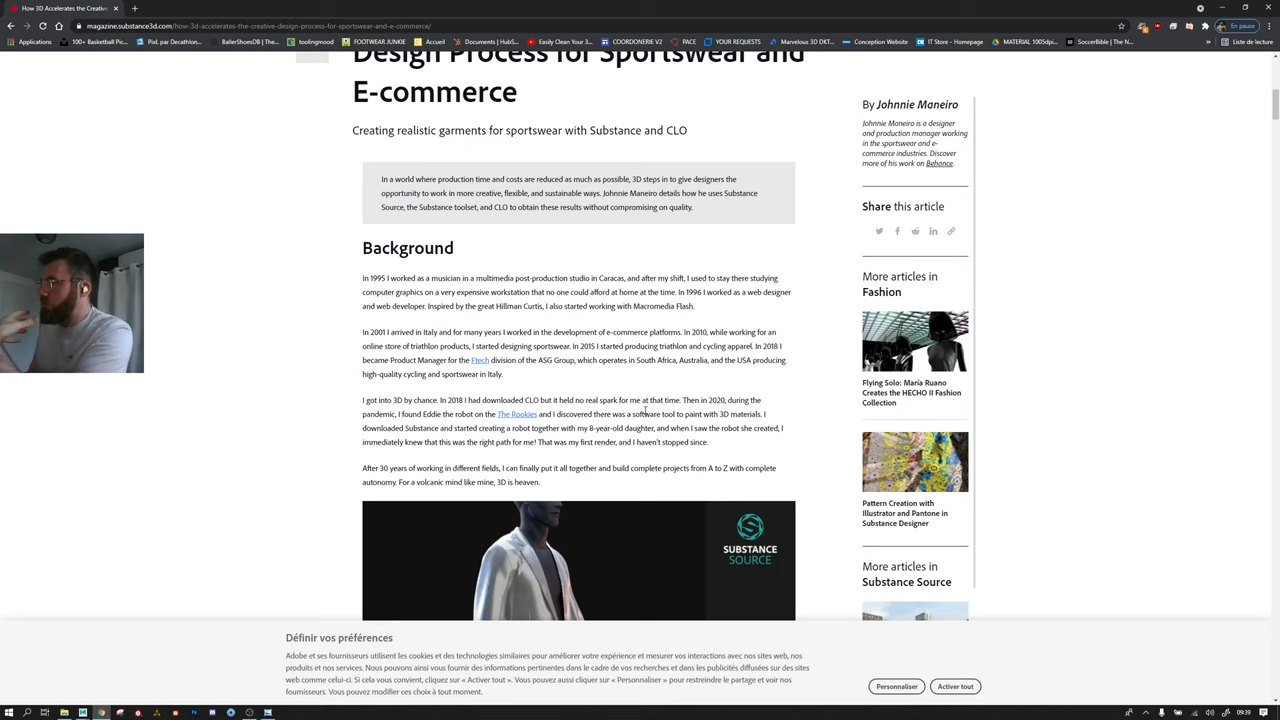 How 3D Accelerates the Creative
magazine.substance3d.com/how-3d-accelerates-the-creative-design-process-for-sportswear-and-e-commerce/
En pause
Applications
100+ Basketball Pic...
Pixl. par Decathlon...
BallerShoesDB | The...
toolingmood
FOOTWEAR JUNKIE
Accueil
Documents | HubS...
Easily Clean Your 3...
COORDONERIE V2
PACE
YOUR REQUESTS
Marvelous 3D DKT...
Conception Website
IT Store - Homepage
MATERIAL 1005dpi...
SoccerBible | The N...
»
Liste de lecture
Design Process for Sportswear and
E-commerce
Creating realistic garments for sportswear with Substance and CLO
In a world where production time and costs are reduced as much as possible, 3D steps in to give designers the
opportunity to work in more creative, flexible, and sustainable ways. Johnnie Maneiro details how he uses Substance
Source, the Substance toolset, and CLO to obtain these results without compromising on quality.
Background
In 1995 I worked as a musician in a multimedia post-production studio in Caracas, and after my shift, I used to stay there studying
computer graphics on a very expensive workstation that no one could afford at home at the time. In 1996 I worked as a web designer
and web developer. Inspired by the great Hillman Curtis, I also started working with Macromedia Flash.
In 2001 I arrived in Italy and for many years I worked in the development of e-commerce platforms. In 2010, while working for an
online store of triathlon products, I started designing sportswear. In 2015 I started producing triathlon and cycling apparel. In 2018 I
became Product Manager for the Ftech division of the ASG Group, which operates in South Africa, Australia, and the USA producing
high-quality cycling and sportswear in Italy.
I got into 3D by chance. In 2018 I had downloaded CLO but it held no real spark for me at that time. Then in 2020, during the
pandemic, I found Eddie the robot on the The Rookies and I discovered there was a software tool to paint with 3D materials. I
downloaded Substance and started creating a robot together with my 8-year-old daughter, and when I saw the robot she created, I
immediately knew that this was the right path for me! That was my first render, and I haven't stopped since.
After 30 years of working in different fields, I can finally put it all together and build complete projects from A to Z with complete
autonomy. For a volcanic mind like mine, 3D is heaven.
SUBSTANCE
SOURCE
By Johnnie Maneiro
Johnnie Maneiro is a designer
and production manager working
in the sportswear and e-
commerce industries. Discover
more of his work on Behance.
Share this article
More articles in
Fashion
Flying Solo: María Ruano
Creates the HECHO II Fashion
Collection
Pattern Creation with
Illustrator and Pantone in
Substance Designer
More articles in
Substance Source
Définir vos préférences
Adobe et ses fournisseurs utilisent les cookies et des technologies similaires pour améliorer votre expérience et mesurer vos interactions avec nos sites web, nos
produits et nos services. Nous pouvons ainsi vous fournir des informations pertinentes dans le cadre de vos recherches et dans les publicités diffusées sur des sites
web comme celui-ci. Si cela vous convient, cliquez sur « Activer tout ». Vous pouvez aussi cliquer sur « Personnaliser » pour restreindre le partage et voir nos
fournisseurs. Vous pouvez modifier ces choix à tout moment.
Personnaliser
Activer tout
09:39